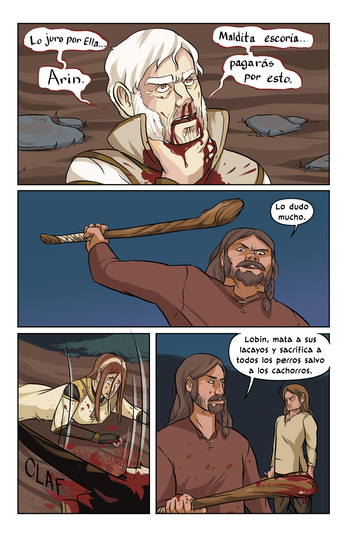 Lo juro por Ella...
Arin.
Maldita escoria...
pagarás
por esto.
Lo dudo
mucho.
CLAF
Lobin, mata a sus
lacayos y sacrifica a
todos los perros salvo
a los cachorros.